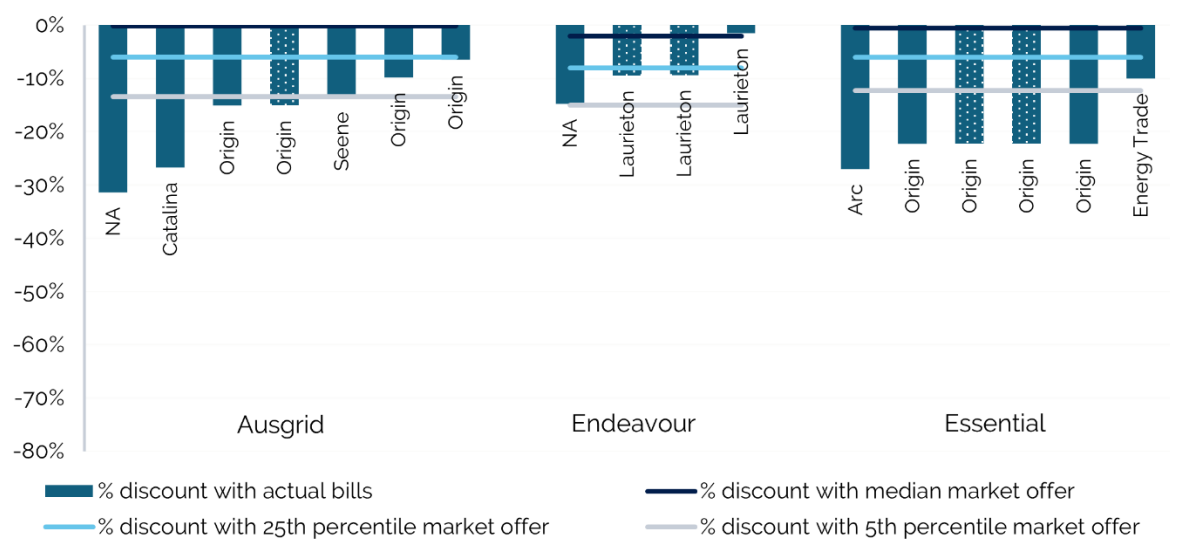 0%
-10%
-20%
-30%
-40%
-50%
-60%
-70%
-80%
NA
Catalina
Origin
Origin
Seene
Origin
Origin
NA
Laurieton
Laurieton
Laurieton
Arc
Origin
Origin
Origin
Origin
Energy Trade
Ausgrid
Endeavour
Essential
% discount with actual bills
% discount with median market offer
% discount with 25th percentile market offer
% discount with 5th percentile market offer